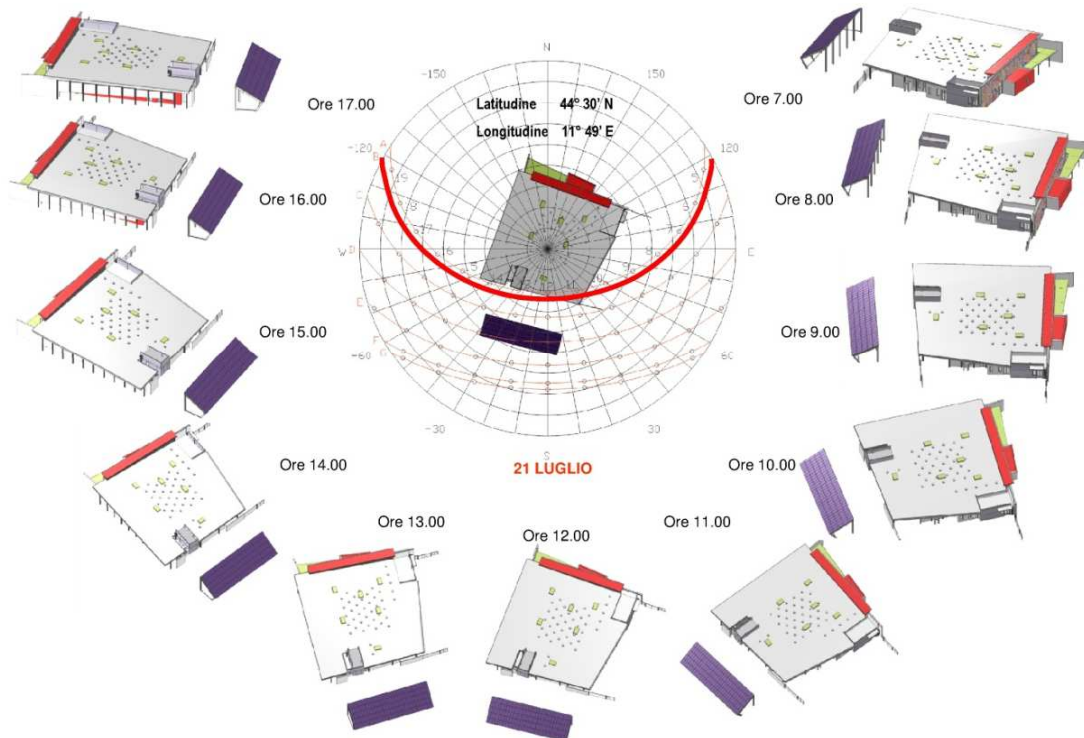 N
-150
150
Latitudine 44° 30' N
Longitudine 11° 49' E
Ore 17.00
Ore 7.00
-120
120
Ore 16.00
Ore 8.00
W
E
Ore 15.00
Ore 9.00
-60
60
-30
30
S
21 LUGLIO
Ore 14.00
Ore 10.00
Ore 13.00
Ore 12.00
Ore 11.00